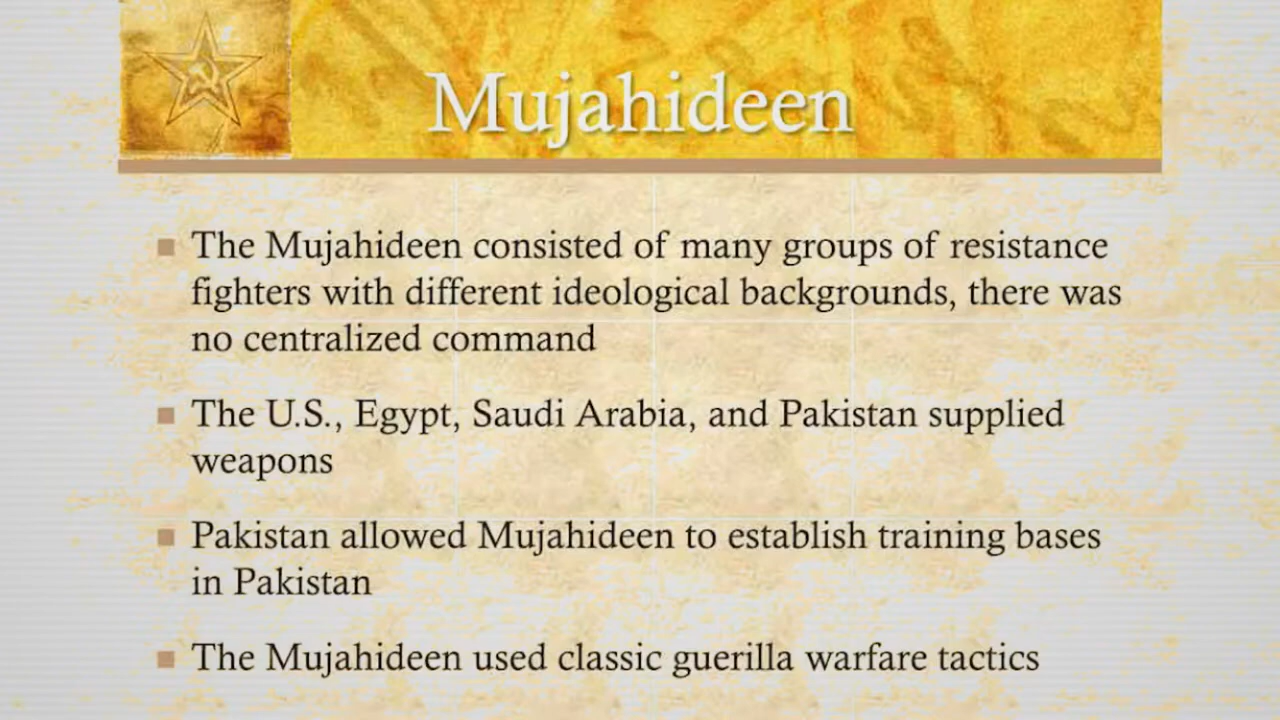 Mujahideen
The Mujahideen consisted of many groups of resistance
fighters with different ideological backgrounds, there was
no centralized command
The U.S., Egypt, Saudi Arabia, and Pakistan supplied
weapons
Pakistan allowed Mujahideen to establish training bases
in Pakistan
The Mujahideen used classic guerilla warfare tactics